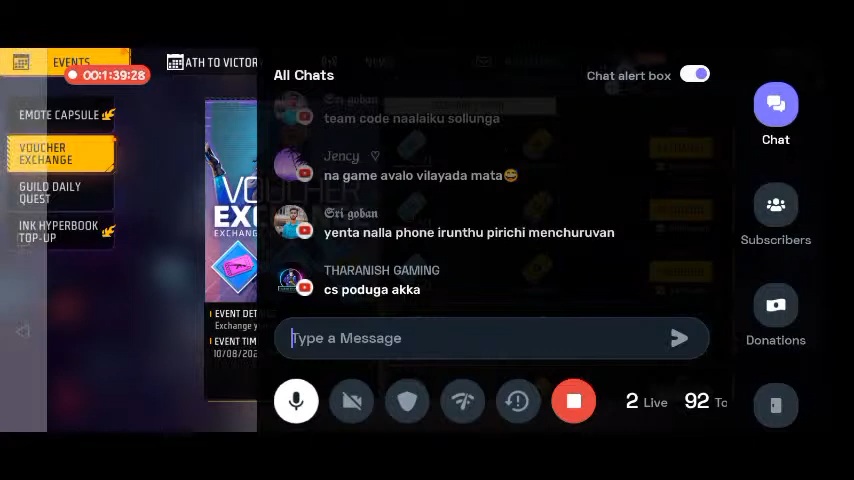 EVENTS
ATH TO VICTOR
00:1:39:28
All Chats
Chat alert box
EMOTE CAPSULE
VOUCHER
EXCHANGE
GUILD DAILY
QUEST
INK HYPERBOOK
TOP-UP
VO
EX
EXCHANG
EVENT DET
Exchange y
EVENT TIM
10/08/202
Sri goban
team code naalaiku sollunga
Jency ♡
na game avalo vilayada mata😅
Sri goban
yenta nalla phone irunthu pirichi menchuruvan
THARANISH GAMING
cs poduga akka
Type a Message
2 Live
92 To
Chat
Subscribers
Donations